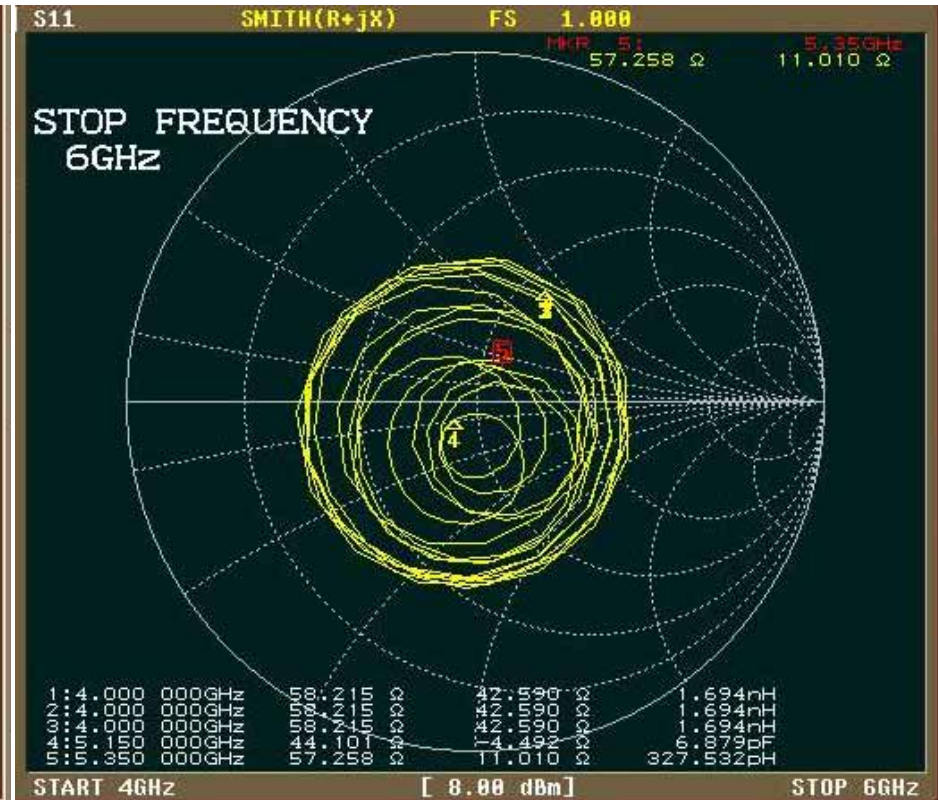 S11 SMITH(R+jX) FS 1.000
MKR 5: 5.35GHz
57.258 Ω 11.010 Ω
STOP FREQUENCY
6GHz
5
4
1:4.000 000GHz 58.215 Ω 42.590 Ω 1.694nH
2:4.000 000GHz 58.215 Ω 42.590 Ω 1.694nH
3:4.000 000GHz 58.215 Ω 42.590 Ω 1.694nH
4:5.150 000GHz 44.101 Ω -4.492 Ω 6.879pF
5:5.350 000GHz 57.258 Ω 11.010 Ω 327.532pH
START 4GHz [ 8.00 dBm] STOP 6GHz